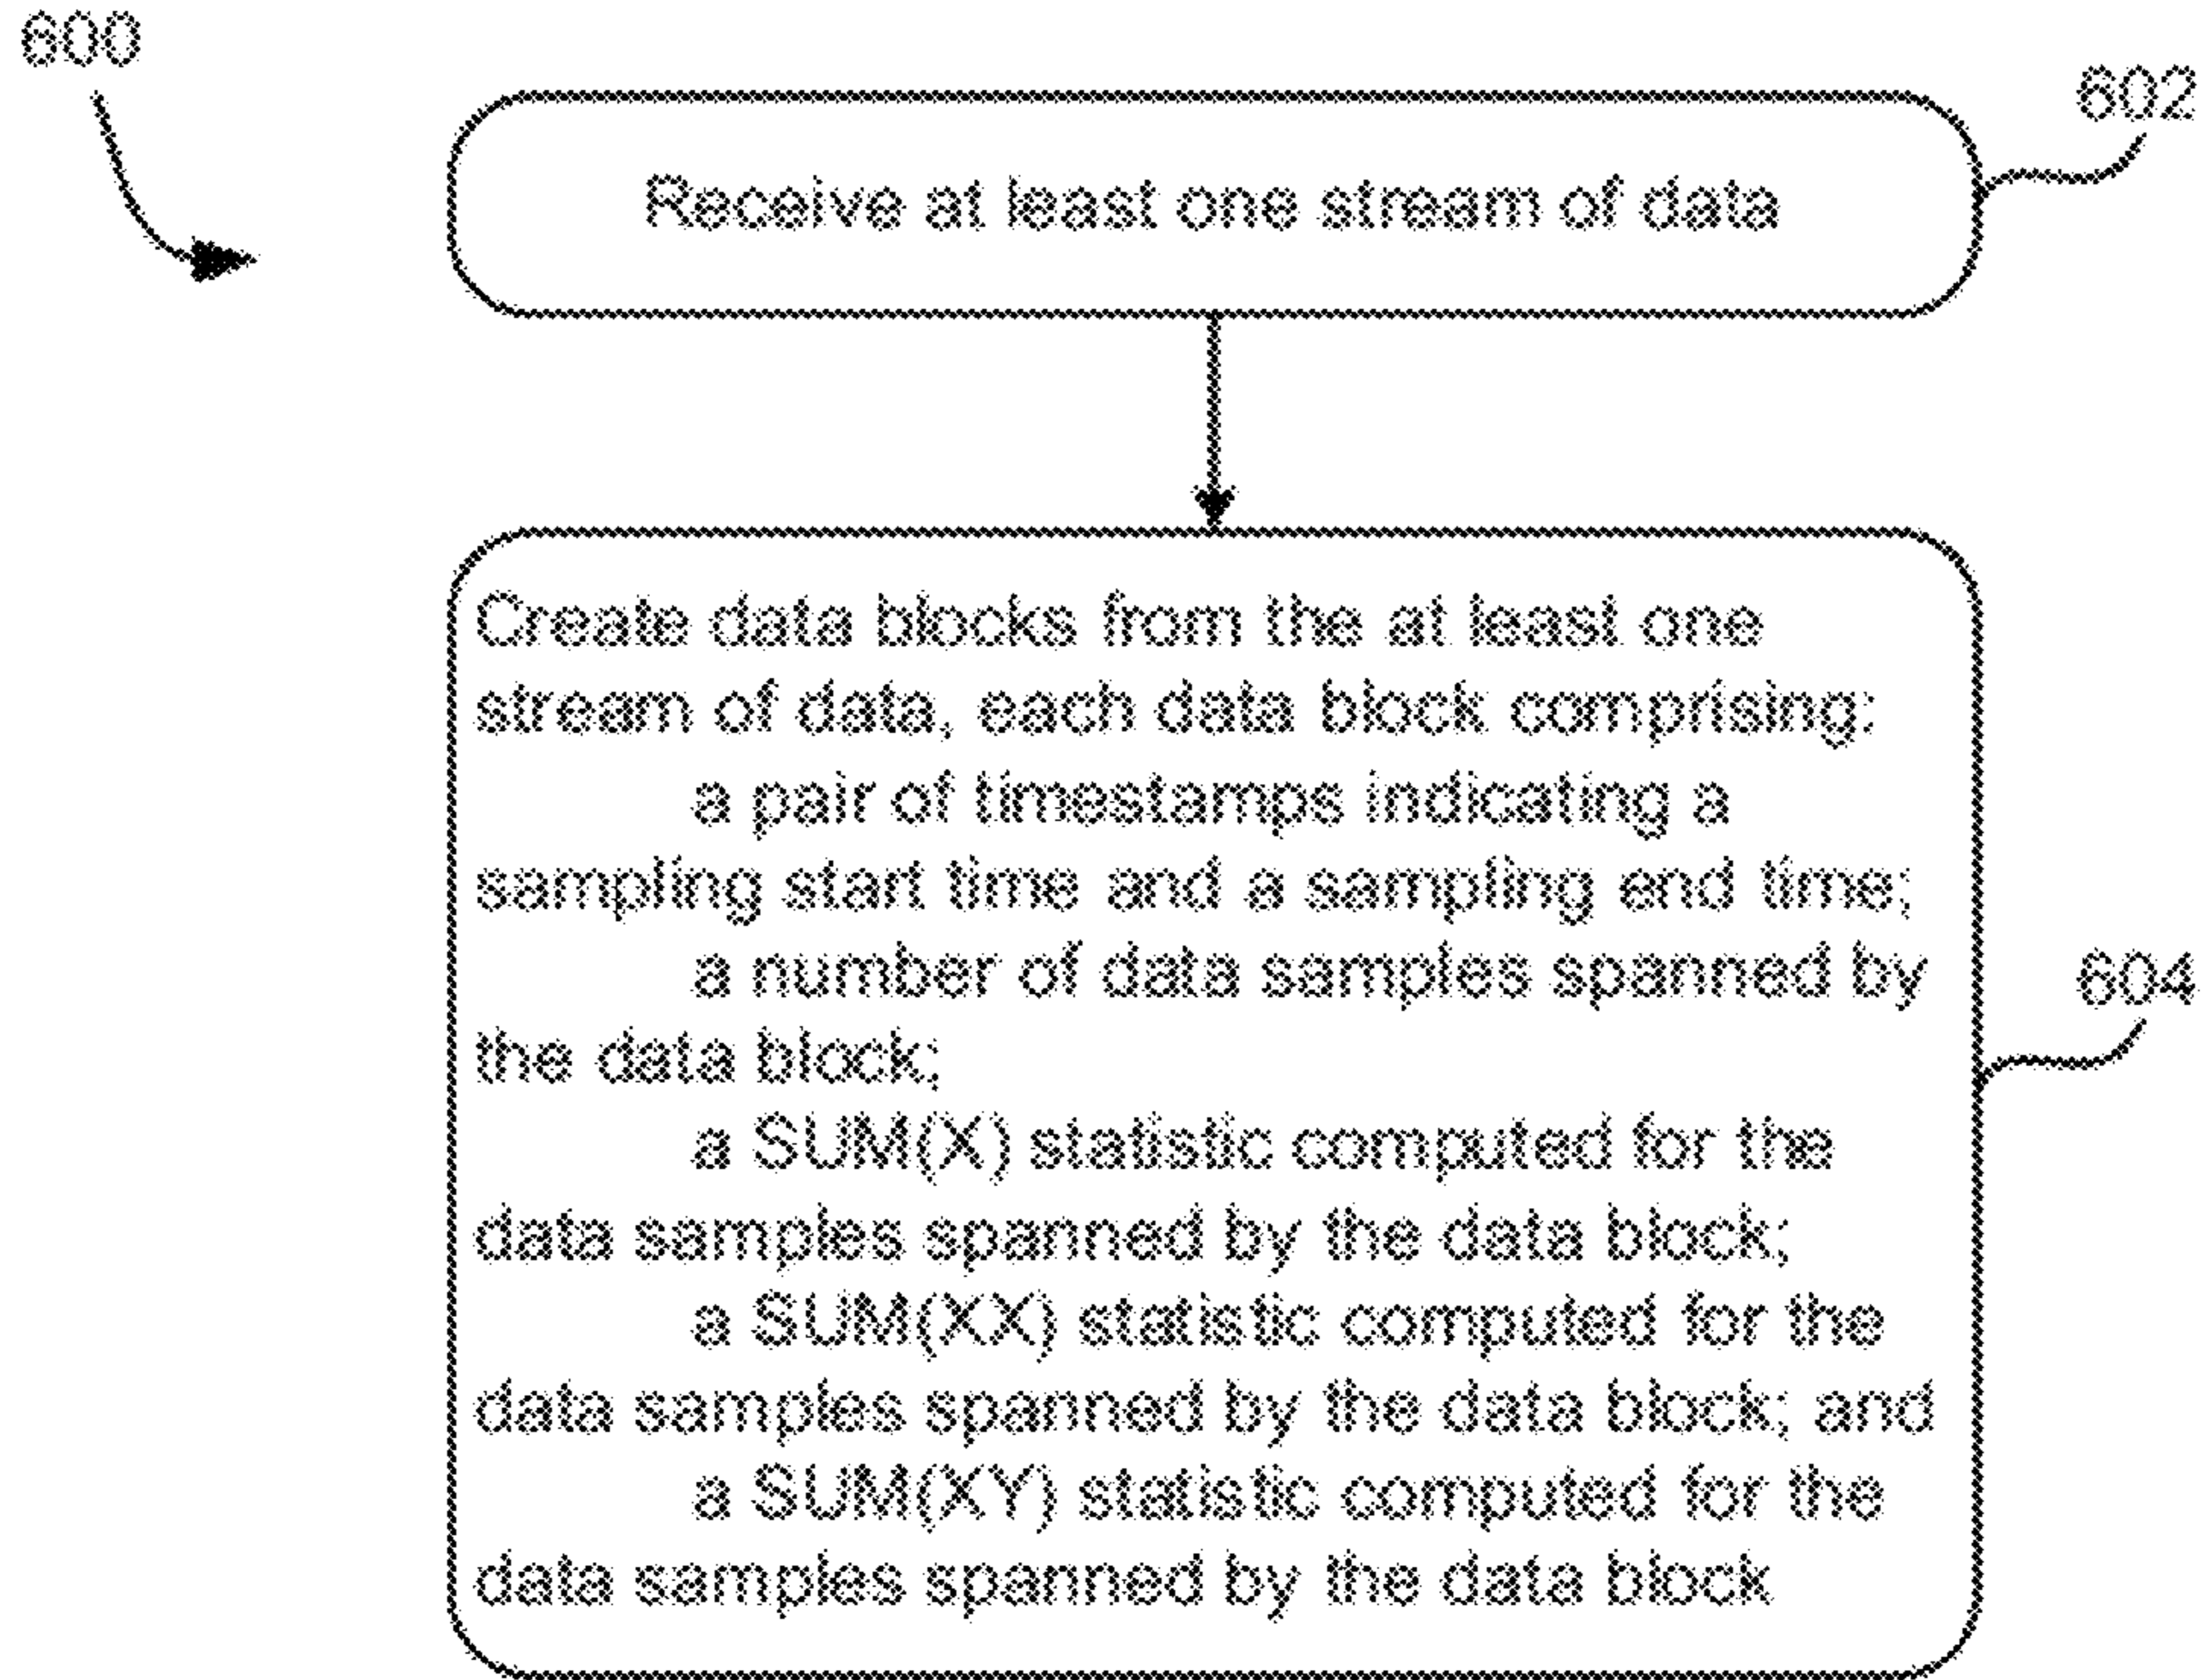 600
602
Receive at least one stream of data
Create data blocks from the at least one
stream of data, each data block comprising:
a pair of timestamps indicating a
sampling start time and a sampling end time;
a number of data samples spanned by
the data block;
604
a SUM(X) statistic computed for the
data samples spanned by the data block;
a SUM(XX) statistic computed for the
data samples spanned by the data block; and
a SUM(XY) statistic computed for the
data samples spanned by the data block